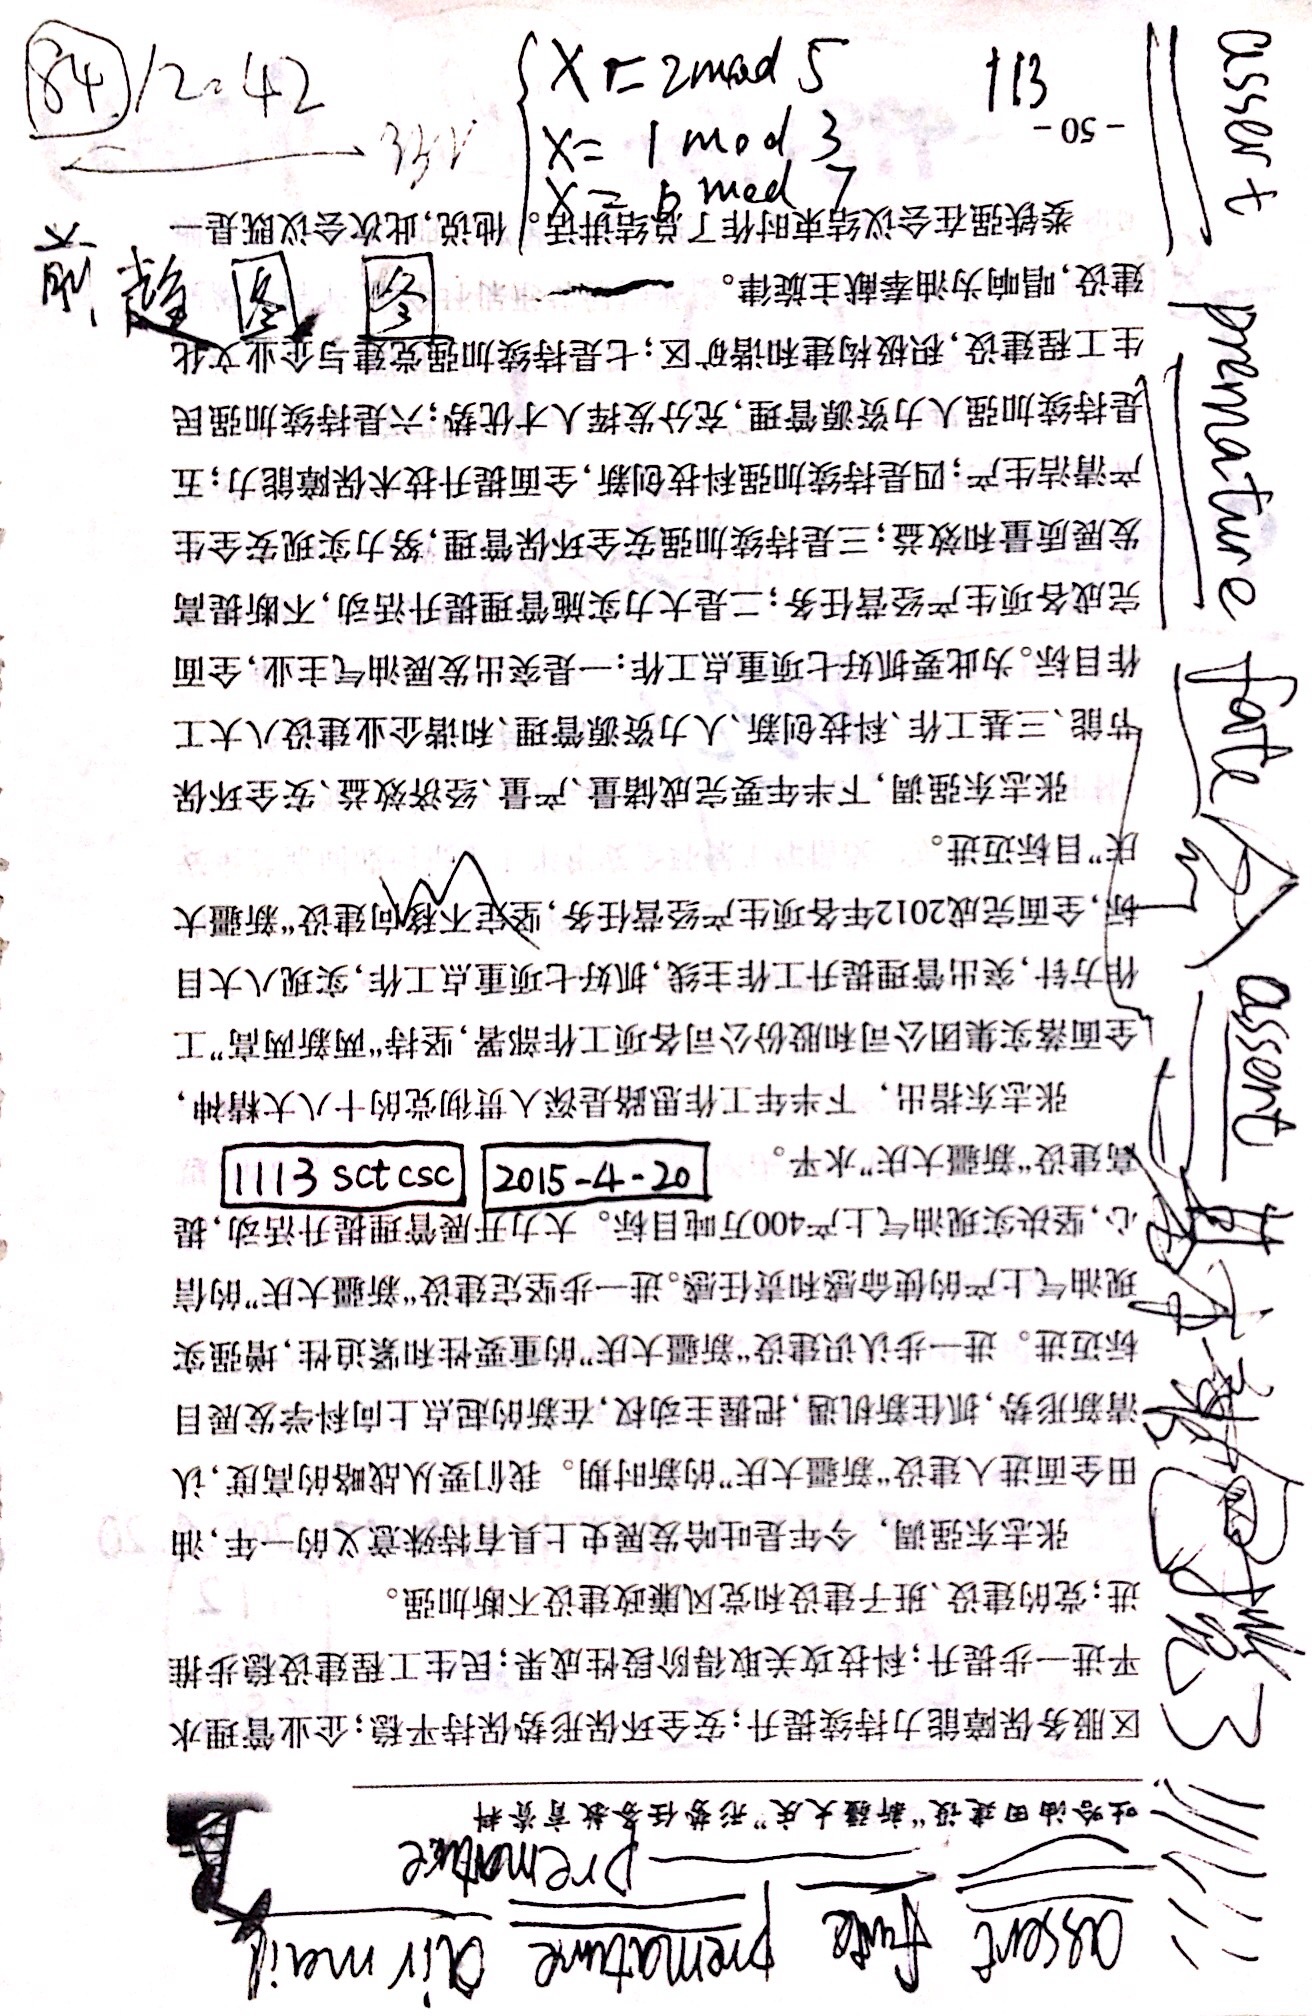 吐哈油田建设“新疆大庆”形势任务教育资料
区服务保障能力持续提升；安全环保形势保持平稳；企业管理水
平进一步提升；科技攻关取得阶段性成果；民生工程建设稳步推
进；党的建设、班子建设和党风廉政建设不断加强。
张志东强调，今年是吐哈发展史上具有特殊意义的一年，油
田全面进入建设“新疆大庆”的新时期。我们要从战略的高度，认
清新形势，抓住新机遇，把握主动权，在新的起点上向科学发展目
标迈进。进一步认识建设“新疆大庆”的重要性和紧迫性，增强实
现油气上产的使命感和责任感。进一步坚定建设“新疆大庆”的信
心，坚决实现油气上产400万吨目标。大力开展管理提升活动，提
高建设“新疆大庆”水平。
张志东指出，下半年工作思路是深入贯彻党的十八大精神，
全面落实集团公司和股份公司各项工作部署，坚持“两新两高”工
作方针，突出管理提升工作主线，抓好七项重点工作，实现八大目
标，全面完成2012年各项生产经营任务，坚定不移向建设“新疆大
庆”目标迈进。
张志东强调，下半年要完成储量、产量、经济效益、安全环保
节能、三基工作、科技创新、人力资源管理、和谐企业建设八大工
作目标。为此要抓好七项重点工作：一是突出发展油气主业，全面
完成各项生产经营任务；二是大力实施管理提升活动，不断提高
发展质量和效益；三是持续加强安全环保管理，努力实现安全生
产清洁生产；四是持续加强科技创新，全面提升技术保障能力；五
是持续加强人力资源管理，充分发挥人才优势；六是持续加强民
生工程建设，积极构建和谐矿区；七是持续加强党建与企业文化
建设，唱响为油奉献主旋律。
娄铁强在会议结束时作了总结讲话。他说，此次会议既是一
- 50 -
84/2=42
X≡2 mod 5
X=1 mod 3
X=6 mod 7
113
1113 sctcsc
2015-4-20
assert
premature
fate
assent
assent fate premature airmail
premature